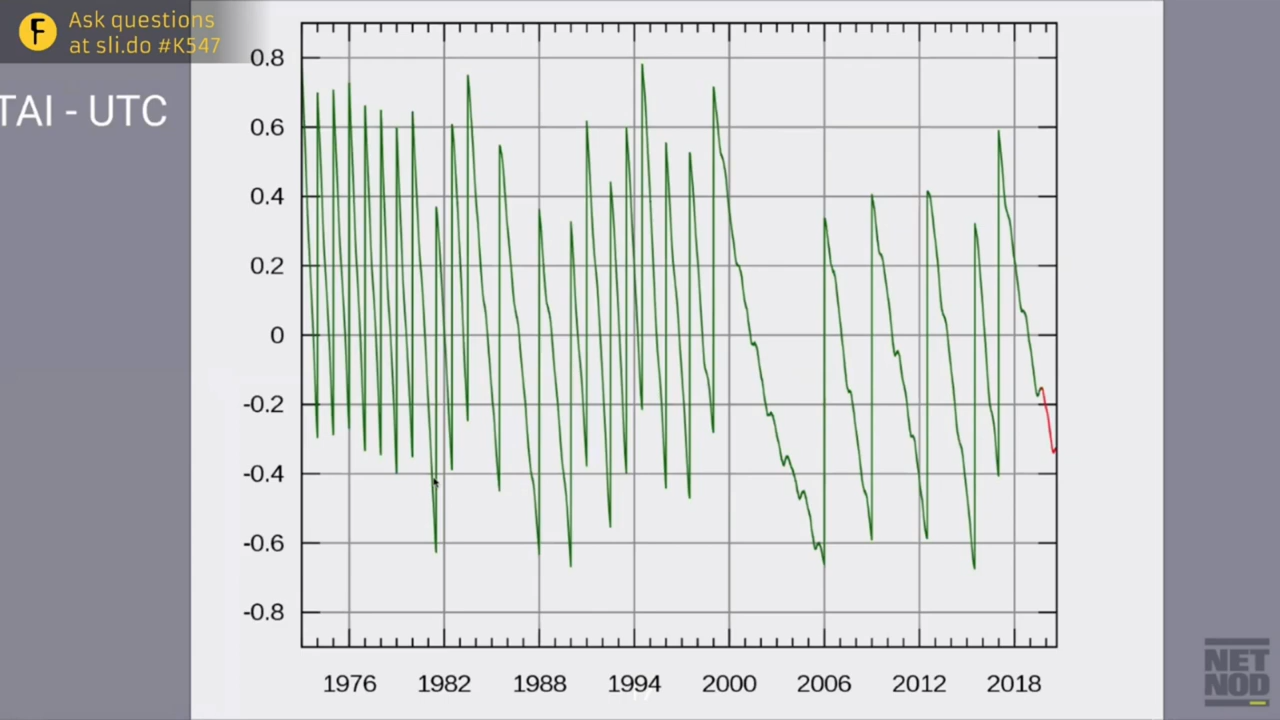 F
Ask questions
at sli.do #K547
TAI - UTC
0.8
0.6
0.4
0.2
0
-0.2
-0.4
-0.6
-0.8
1976 1982 1988 1994 2000 2006 2012 2018
NET
NOD